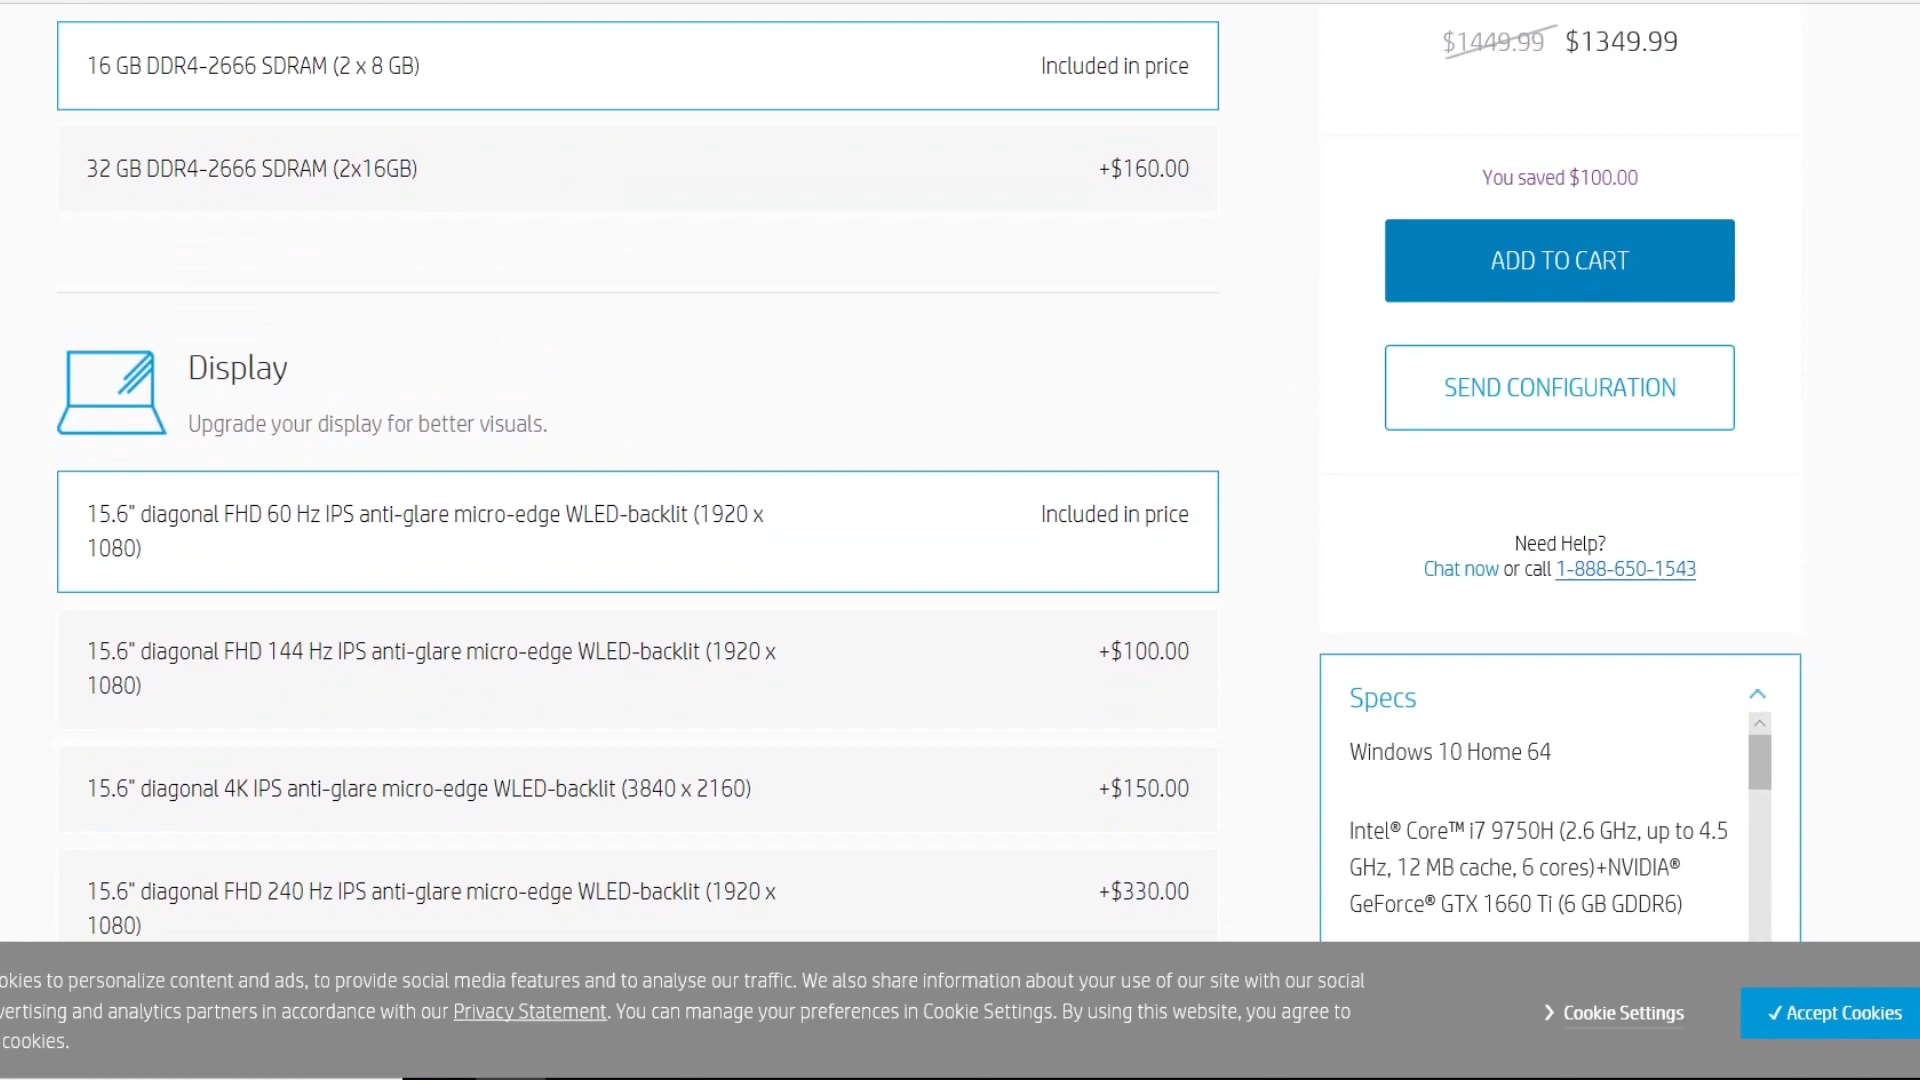 16 GB DDR4-2666 SDRAM (2 x 8 GB) Included in price
32 GB DDR4-2666 SDRAM (2x16GB) +$160.00
Display
Upgrade your display for better visuals.
15.6" diagonal FHD 60 Hz IPS anti-glare micro-edge WLED-backlit (1920 x Included in price
1080)
15.6" diagonal FHD 144 Hz IPS anti-glare micro-edge WLED-backlit (1920 x +$100.00
1080)
15.6" diagonal 4K IPS anti-glare micro-edge WLED-backlit (3840 x 2160) +$150.00
15.6" diagonal FHD 240 Hz IPS anti-glare micro-edge WLED-backlit (1920 x +$330.00
1080)
$1449.99 $1349.99
You saved $100.00
ADD TO CART
SEND CONFIGURATION
Need Help?
Chat now or call 1-888-650-1543
Specs
Windows 10 Home 64
Intel® Core™ i7 9750H (2.6 GHz, up to 4.5
GHz, 12 MB cache, 6 cores)+NVIDIA®
GeForce® GTX 1660 Ti (6 GB GDDR6)
okies to personalize content and ads, to provide social media features and to analyse our traffic. We also share information about your use of our site with our social
vertising and analytics partners in accordance with our Privacy Statement. You can manage your preferences in Cookie Settings. By using this website, you agree to
cookies.
Cookie Settings
✓ Accept Cookies